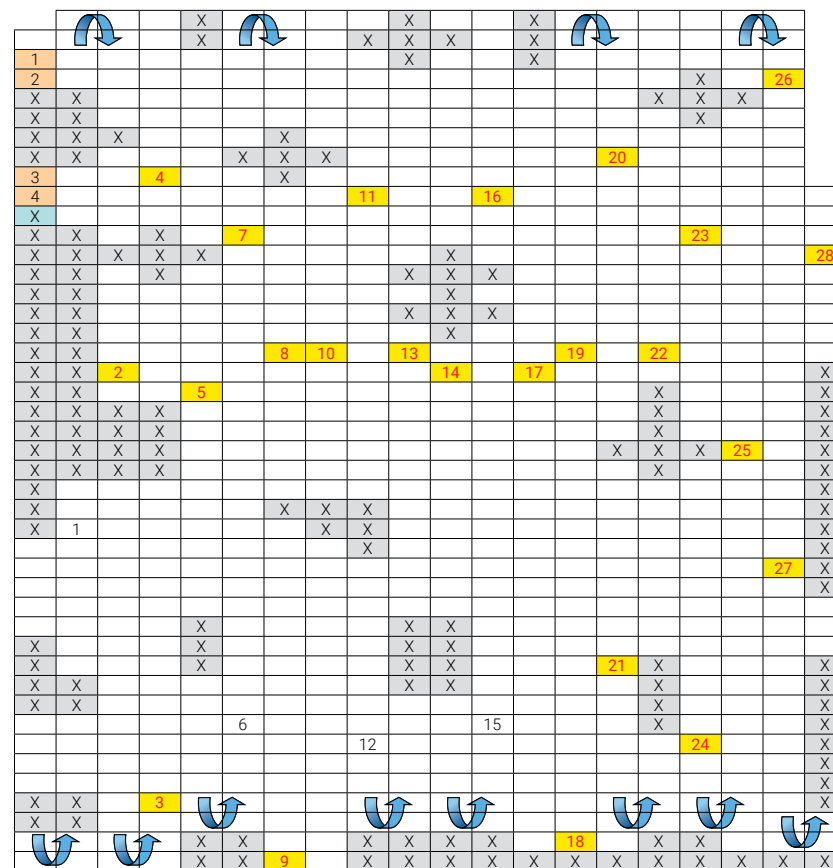 X X X
X X X X X
1 X X
2 X 26
X X X X X
X X X
X X X X
X X X X X 20
3 4 X
4 11 16
X
X X X 7 23
X X X X X X 28
X X X X X X
X X X
X X X X X
X X X
X X 8 10 13 19 22
X X 2 14 17 X
X X 5 X X
X X X X X X
X X X X X X
X X X X X X 25 X
X X X X X X
X X
X X X X X
X 1 X X X
X X
27 X
X
X X X
X X X X
X X X X 21 X X
X X X X X X
X X X X
6 15 X X
12 24 X
X
X
X X 3 X
X X
X X X X X X 18 X X
X X 9 X X X X X X X X X X X